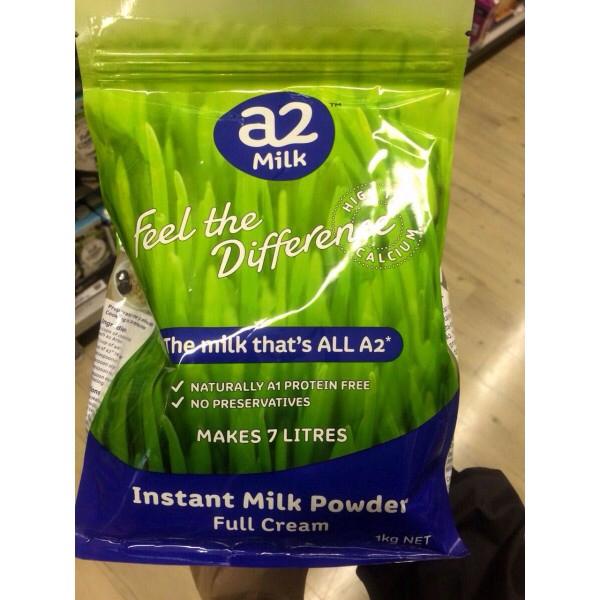 a2™
Milk
Feel the
Difference
HIGH
CALCIUM
The milk that's ALL A2*
✓ NATURALLY A1 PROTEIN FREE
✓ NO PRESERVATIVES
MAKES 7 LITRES
Instant Milk Powder
Full Cream
1kg NET